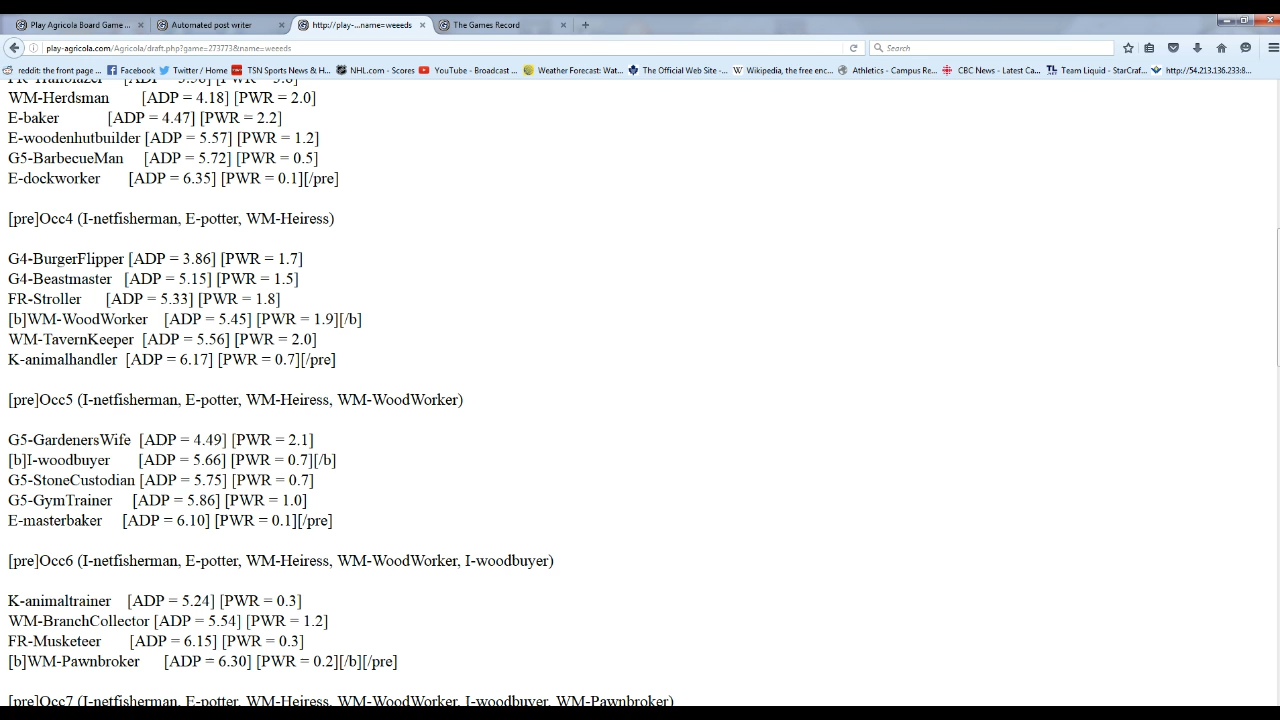 Play Agricola Board Game ...
Automated post writer
http://play-...name=weeeds
The Games Record
play-agricola.com/Agricola/draft.php?game=273773&name=weeeds
Search
reddit: the front page ...
Facebook
Twitter / Home
TSN Sports News & H...
NHL.com - Scores
YouTube - Broadcast ...
Weather Forecast: Wat...
The Official Web Site -...
Wikipedia, the free enc...
Athletics - Campus Re...
CBC News - Latest Ca...
Team Liquid - StarCraf...
http://54.213.136.233:8...
WM-Herdsman [ADP = 4.18] [PWR = 2.0]
E-baker [ADP = 4.47] [PWR = 2.2]
E-woodenhutbuilder [ADP = 5.57] [PWR = 1.2]
G5-BarbecueMan [ADP = 5.72] [PWR = 0.5]
E-dockworker [ADP = 6.35] [PWR = 0.1][/pre]
[pre]Occ4 (I-netfisherman, E-potter, WM-Heiress)
G4-BurgerFlipper [ADP = 3.86] [PWR = 1.7]
G4-Beastmaster [ADP = 5.15] [PWR = 1.5]
FR-Stroller [ADP = 5.33] [PWR = 1.8]
[b]WM-WoodWorker [ADP = 5.45] [PWR = 1.9][/b]
WM-TavernKeeper [ADP = 5.56] [PWR = 2.0]
K-animalhandler [ADP = 6.17] [PWR = 0.7][/pre]
[pre]Occ5 (I-netfisherman, E-potter, WM-Heiress, WM-WoodWorker)
G5-GardenersWife [ADP = 4.49] [PWR = 2.1]
[b]I-woodbuyer [ADP = 5.66] [PWR = 0.7][/b]
G5-StoneCustodian [ADP = 5.75] [PWR = 0.7]
G5-GymTrainer [ADP = 5.86] [PWR = 1.0]
E-masterbaker [ADP = 6.10] [PWR = 0.1][/pre]
[pre]Occ6 (I-netfisherman, E-potter, WM-Heiress, WM-WoodWorker, I-woodbuyer)
K-animaltrainer [ADP = 5.24] [PWR = 0.3]
WM-BranchCollector [ADP = 5.54] [PWR = 1.2]
FR-Musketeer [ADP = 6.15] [PWR = 0.3]
[b]WM-Pawnbroker [ADP = 6.30] [PWR = 0.2][/b][/pre]
[pre]Occ7 (I-netfisherman, E-potter, WM-Heiress, WM-WoodWorker, I-woodbuyer, WM-Pawnbroker)